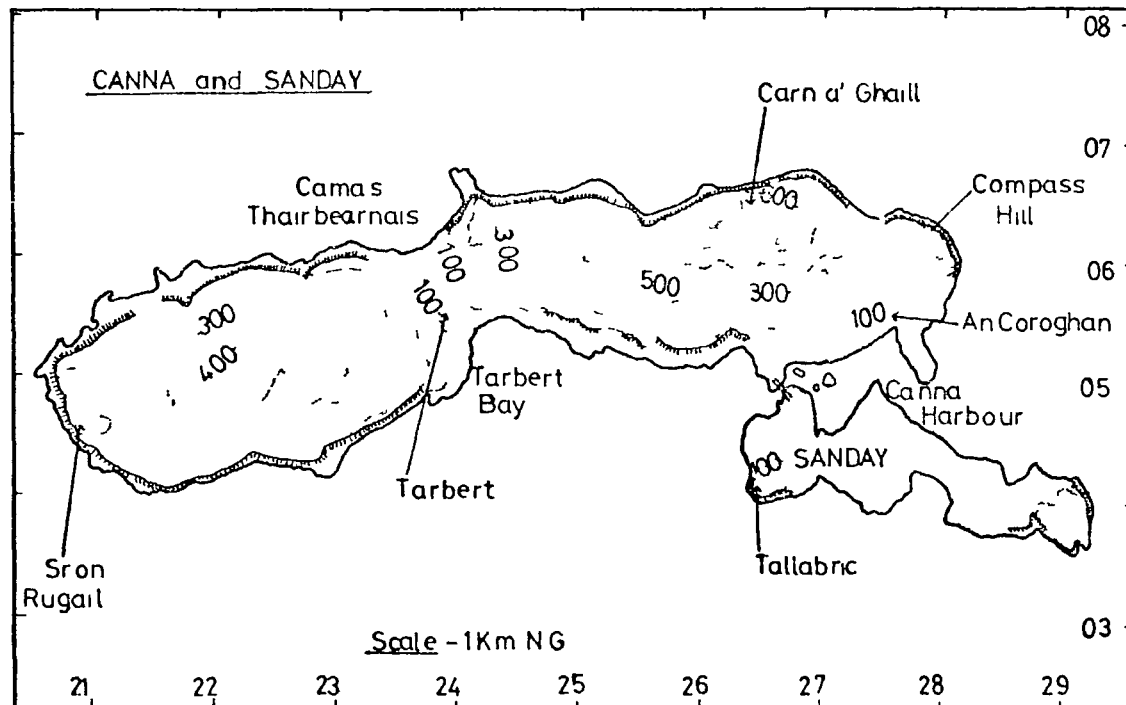 08
CANNA and SANDAY
Carn a' Ghaill
07
Camas
Thairbearnais
Compass
Hill
100
300
06
500
300
100
300
100
An Coroghan
400
Tarbert
Bay
05
Canna
Harbour
100
SANDAY
Tarbert
Sron
Rugail
Tallabric
03
Scale - 1Km NG
21
22
23
24
25
26
27
28
29